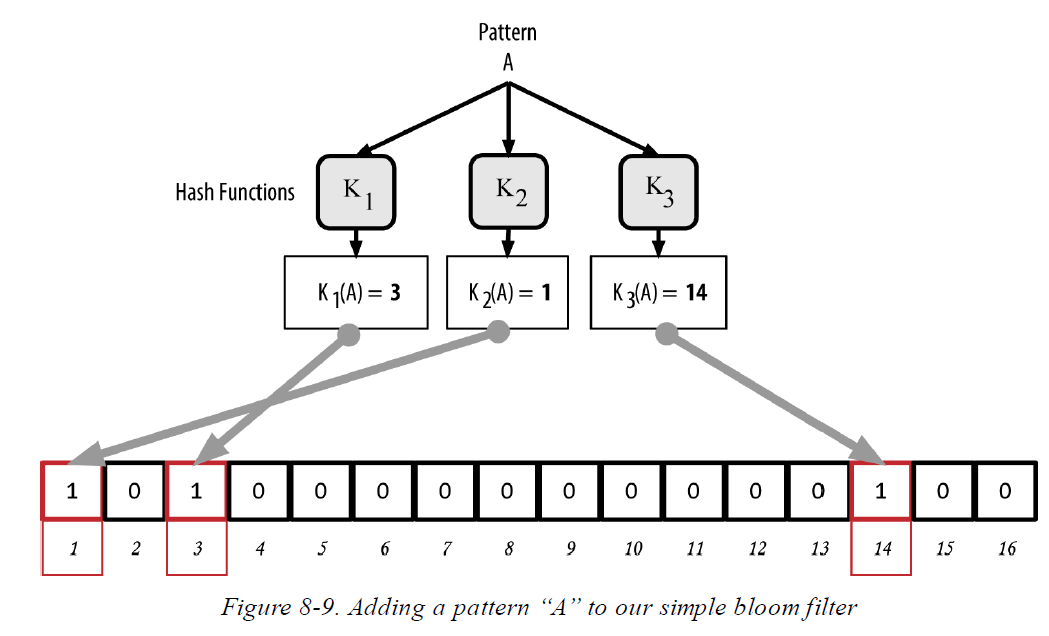 Pattern
A
Hash Functions
K1 K2 K3
K1(A) = 3 K2(A) = 1 K3(A) = 14
1 0 1 0 0 0 0 0 0 0 0 0 0 1 0 0
1 2 3 4 5 6 7 8 9 10 11 12 13 14 15 16
Figure 8-9. Adding a pattern “A” to our simple bloom filter